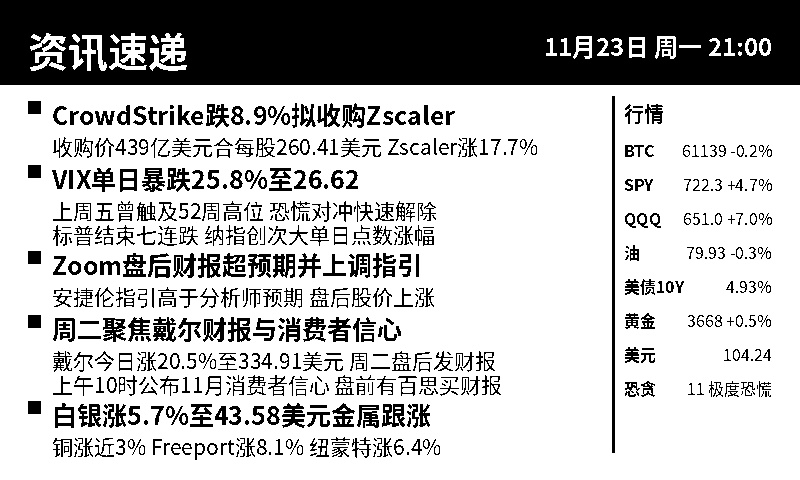 资讯速递
11月23日 周一 21:00
CrowdStrike跌8.9%拟收购Zscaler
收购价439亿美元合每股260.41美元 Zscaler涨17.7%
VIX单日暴跌25.8%至26.62
上周五曾触及52周高位 恐慌对冲快速解除
标普结束七连跌 纳指创次大单日点数涨幅
Zoom盘后财报超预期并上调指引
安捷伦指引高于分析师预期 盘后股价上涨
周二聚焦戴尔财报与消费者信心
戴尔今日涨20.5%至334.91美元 周二盘后发财报
上午10时公布11月消费者信心 盘前有百思买财报
白银涨5.7%至43.58美元金属跟涨
铜涨近3% Freeport涨8.1% 纽蒙特涨6.4%
行情
BTC 61139 -0.2%
SPY 722.3 +4.7%
QQQ 651.0 +7.0%
油 79.93 -0.3%
美债10Y 4.93%
黄金 3668 +0.5%
美元 104.24
恐贪 11 极度恐慌